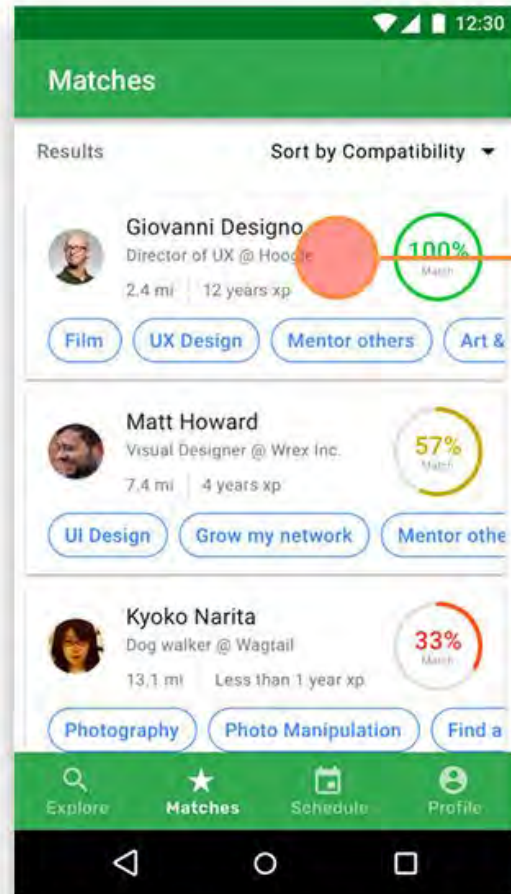 12:30
Matches
Results Sort by Compatibility
Giovanni Designo
Director of UX @ Hoogle
100%
Match
2.4 mi 12 years xp
Film UX Design Mentor others Art &
Matt Howard
Visual Designer @ Wrex Inc.
57%
Match
7.4 mi 4 years xp
UI Design Grow my network Mentor othe
Kyoko Narita
Dog walker @ Wagtail
33%
Match
13.1 mi Less than 1 year xp
Photography Photo Manipulation Find a
Explore Matches Schedule Profile